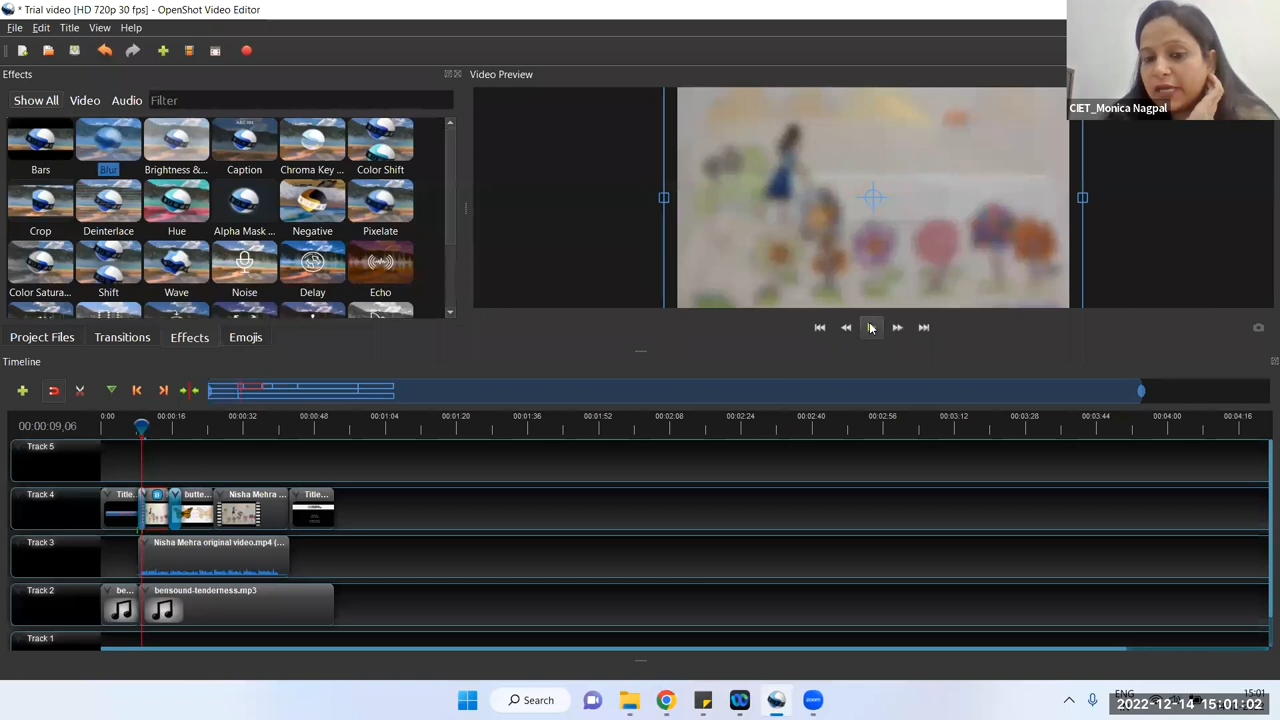 * Trial video [HD 720p 30 fps] - OpenShot Video Editor
File Edit Title View Help
Effects
Video Preview
CIET_Monica Nagpal
Show All Video Audio Filter
Bars Blur Brightness &... Caption Chroma Key ... Color Shift
Crop Deinterlace Hue Alpha Mask ... Negative Pixelate
Color Satura... Shift Wave Noise Delay Echo
Project Files Transitions Effects Emojis
Timeline
00:00:09,06
0:00 00:00:16 00:00:32 00:00:48 00:01:04 00:01:20 00:01:36 00:01:52 00:02:08 00:02:24 00:02:40 00:02:56 00:03:12 00:03:28 00:03:44 00:04:00 00:04:16
Track 5
Track 4 Title... B butte... Nisha Mehra ... Title...
Track 3 Nisha Mehra original video.mp4 (...
Track 2 be... bensound-tenderness.mp3
Track 1
Search
ENG
15:01
2022-12-14 15:01:02